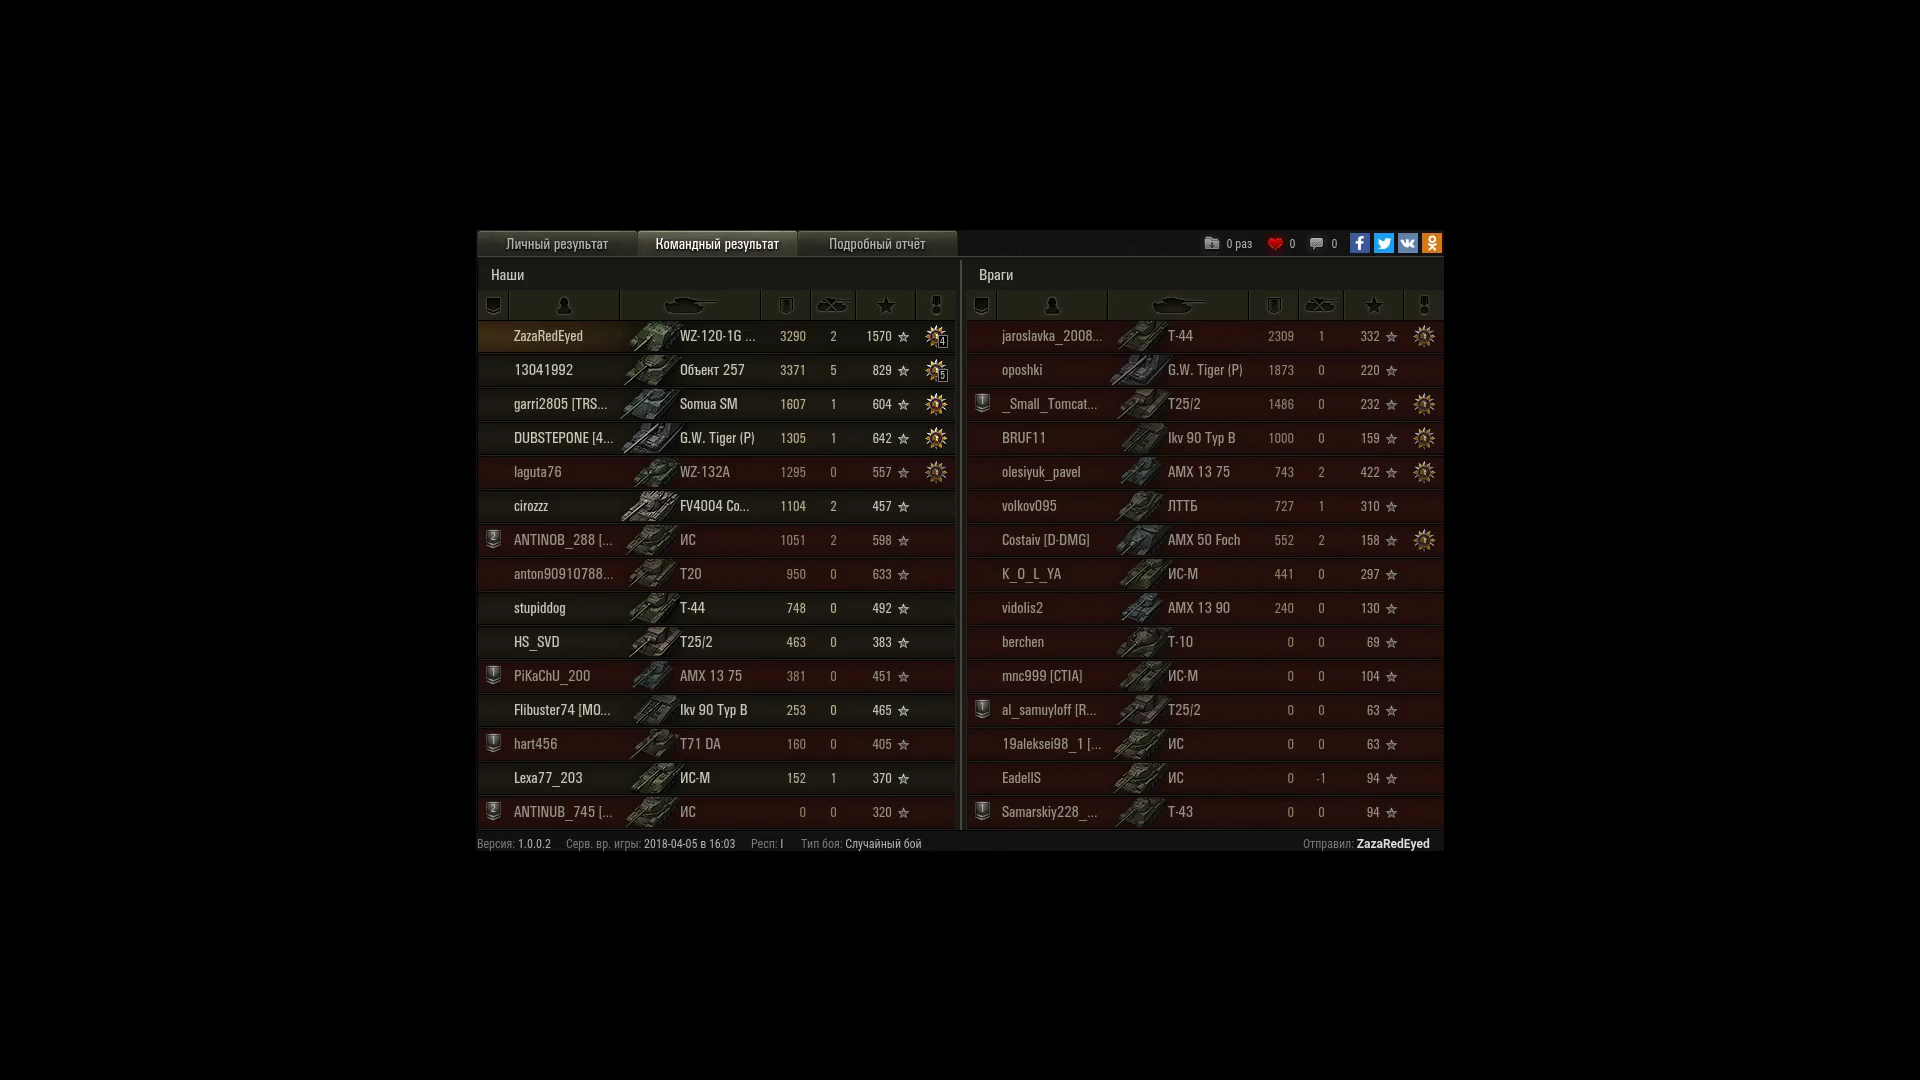 Личный результат Командный результат Подробный отчёт 0 раз 0 0
Наши Враги
ZazaRedEyed WZ-120-1G ... 3290 2 1570 4 jaroslavka_2008... Т-44 2309 1 332
13041992 Объект 257 3371 5 829 5 oposhki G.W. Tiger (P) 1873 0 220
garri2805 [TRS... Somua SM 1607 1 604 1 _Small_Tomcat... T25/2 1486 0 232
DUBSTEPONE [4... G.W. Tiger (P) 1305 1 642 BRUF11 Ikv 90 Typ B 1000 0 159
laguta76 WZ-132A 1295 0 557 olesiyuk_pavel AMX 13 75 743 2 422
cirozzz FV4004 Co... 1104 2 457 volkov095 ЛТТБ 727 1 310
2 ANTINOB_288 [... ИС 1051 2 598 Costaiv [D-DMG] AMX 50 Foch 552 2 158
anton90910788... T20 950 0 633 K_O_L_YA ИС-М 441 0 297
stupiddog Т-44 748 0 492 vidolis2 AMX 13 90 240 0 130
HS_SVD T25/2 463 0 383 berchen Т-10 0 0 69
1 PiKaChU_200 AMX 13 75 381 0 451 mnc999 [CTIA] ИС-М 0 0 104
Flibuster74 [MO... Ikv 90 Typ B 253 0 465 1 al_samuyloff [R... T25/2 0 0 63
1 hart456 T71 DA 160 0 405 19aleksei98_1 [... ИС 0 0 63
Lexa77_203 ИС-М 152 1 370 EadellS ИС 0 -1 94
2 ANTINUB_745 [... ИС 0 0 320 1 Samarskiy228_... Т-43 0 0 94
Версия: 1.0.0.2 Серв. вр. игры: 2018-04-05 в 16:03 Респ: I Тип боя: Случайный бой Отправил: ZazaRedEyed